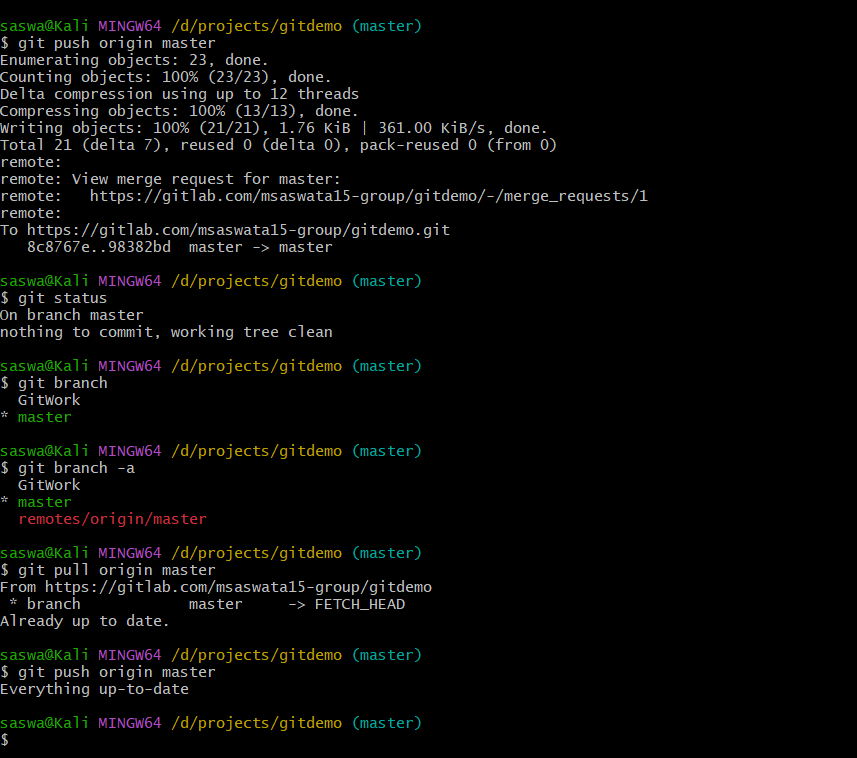 saswa@Kali MINGW64 /d/projects/gitdemo (master)
$ git push origin master
Enumerating objects: 23, done.
Counting objects: 100% (23/23), done.
Delta compression using up to 12 threads
Compressing objects: 100% (13/13), done.
Writing objects: 100% (21/21), 1.76 KiB | 361.00 KiB/s, done.
Total 21 (delta 7), reused 0 (delta 0), pack-reused 0 (from 0)
remote:
remote: View merge request for master:
remote:   https://gitlab.com/msaswata15-group/gitdemo/-/merge_requests/1
remote:
To https://gitlab.com/msaswata15-group/gitdemo.git
   8c8767e..98382bd  master -> master
saswa@Kali MINGW64 /d/projects/gitdemo (master)
$ git status
On branch master
nothing to commit, working tree clean
saswa@Kali MINGW64 /d/projects/gitdemo (master)
$ git branch
  GitWork
* master
saswa@Kali MINGW64 /d/projects/gitdemo (master)
$ git branch -a
  GitWork
* master
  remotes/origin/master
saswa@Kali MINGW64 /d/projects/gitdemo (master)
$ git pull origin master
From https://gitlab.com/msaswata15-group/gitdemo
 * branch            master     -> FETCH_HEAD
Already up to date.
saswa@Kali MINGW64 /d/projects/gitdemo (master)
$ git push origin master
Everything up-to-date
saswa@Kali MINGW64 /d/projects/gitdemo (master)
$